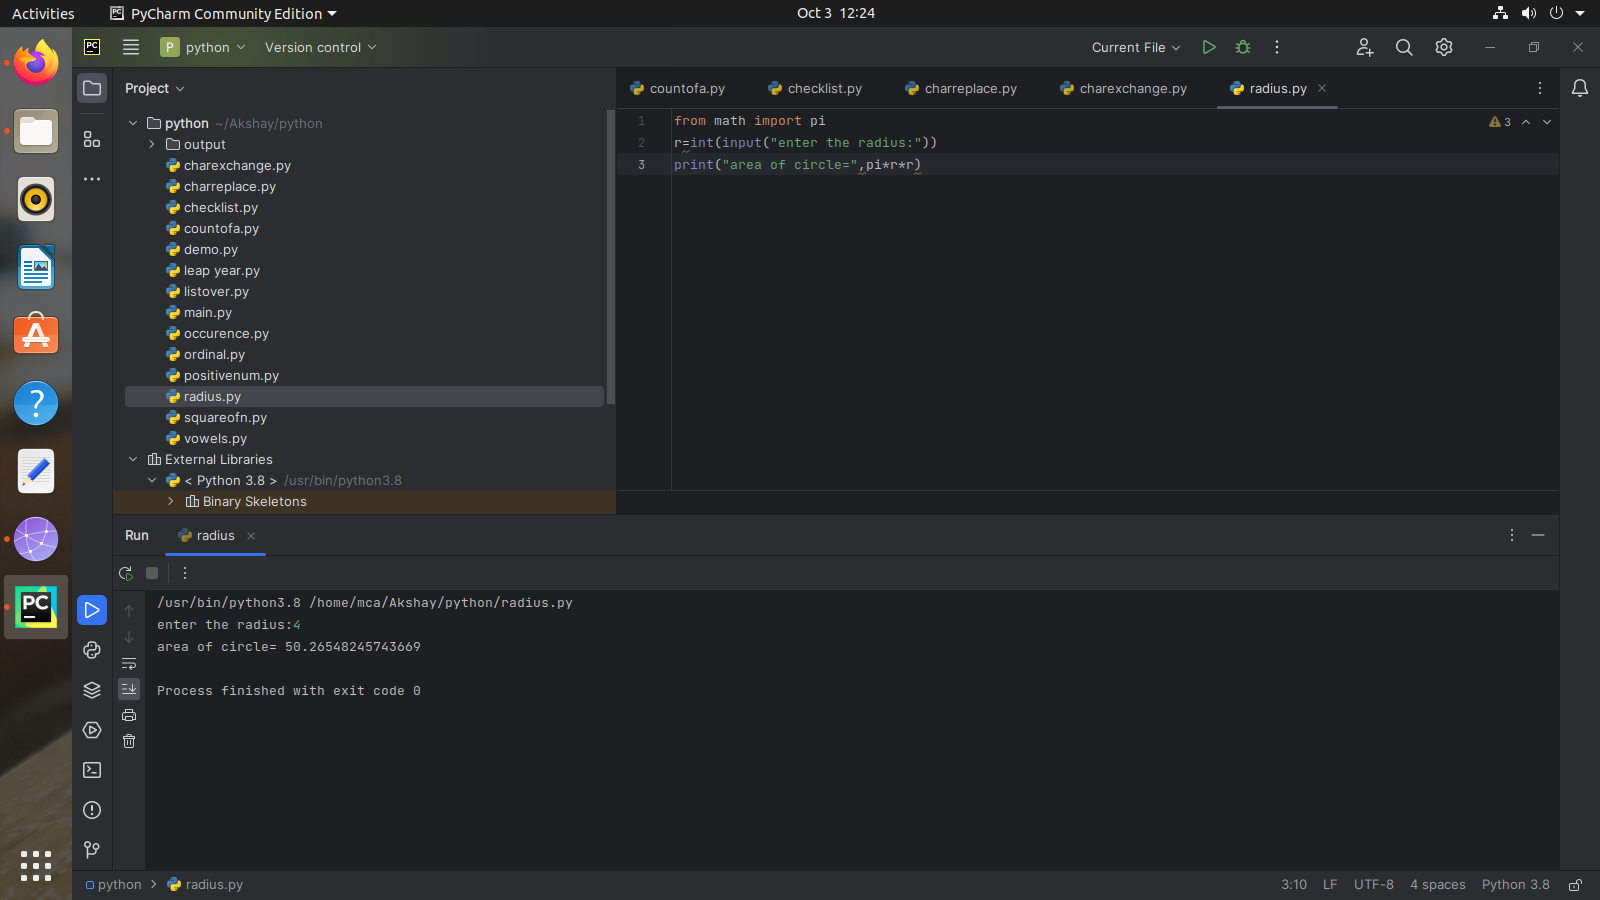 Activities
PyCharm Community Edition
Oct 3 12:24
PC
P
python
Version control
Current File
Project
countofa.py
checklist.py
charreplace.py
charexchange.py
radius.py
python ~/Akshay/python
output
charexchange.py
charreplace.py
checklist.py
countofa.py
demo.py
leap year.py
listover.py
main.py
occurence.py
ordinal.py
positivenum.py
radius.py
squareofn.py
vowels.py
External Libraries
< Python 3.8 > /usr/bin/python3.8
Binary Skeletons
1 from math import pi
2 r=int(input("enter the radius:"))
3 print("area of circle=",pi*r*r)
3
Run
radius
/usr/bin/python3.8 /home/mca/Akshay/python/radius.py
enter the radius:4
area of circle= 50.26548245743669
Process finished with exit code 0
PC
python
radius.py
3:10
LF
UTF-8
4 spaces
Python 3.8